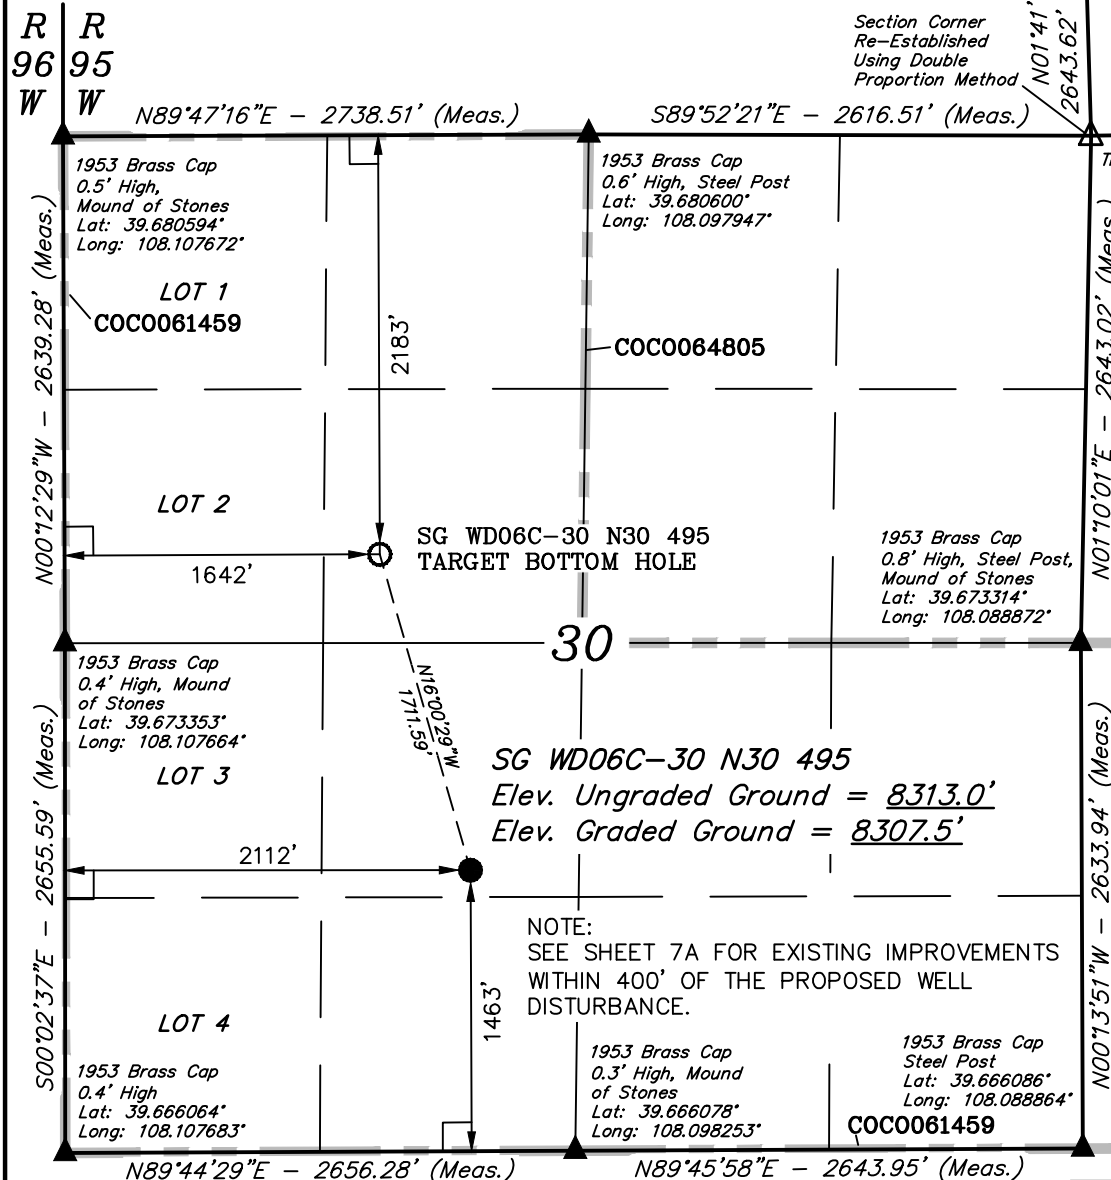 R R
96 95
W W
Section Corner
Re-Established
Using Double
Proportion Method
N01°41'
2643.62'
N89°47'16"E - 2738.51' (Meas.)
S89°52'21"E - 2616.51' (Meas.)
1953 Brass Cap
0.5' High,
Mound of Stones
Lat: 39.680594°
Long: 108.107672°
1953 Brass Cap
0.6' High, Steel Post
Lat: 39.680600°
Long: 108.097947°
N00°12'29"W - 2639.28' (Meas.)
LOT 1
COC0061459
2183'
COC0064805
N01°10'01"E - 2643.02' (Meas.)
LOT 2
1642'
SG WD06C-30 N30 495
TARGET BOTTOM HOLE
1953 Brass Cap
0.8' High, Steel Post,
Mound of Stones
Lat: 39.673314°
Long: 108.088872°
30
1953 Brass Cap
0.4' High, Mound
of Stones
Lat: 39.673353°
Long: 108.107664°
N16°00'29"W
1711.59'
LOT 3
SG WD06C-30 N30 495
Elev. Ungraded Ground = 8313.0'
Elev. Graded Ground = 8307.5'
S00°02'37"E - 2655.59' (Meas.)
2112'
N00°13'51"W - 2633.94' (Meas.)
NOTE:
SEE SHEET 7A FOR EXISTING IMPROVEMENTS
WITHIN 400' OF THE PROPOSED WELL
DISTURBANCE.
1463'
LOT 4
1953 Brass Cap
0.4' High
Lat: 39.666064°
Long: 108.107683°
1953 Brass Cap
0.3' High, Mound
of Stones
Lat: 39.666078°
Long: 108.098253°
1953 Brass Cap
Steel Post
Lat: 39.666086°
Long: 108.088864°
COC0061459
N89°44'29"E - 2656.28' (Meas.)
N89°45'58"E - 2643.95' (Meas.)